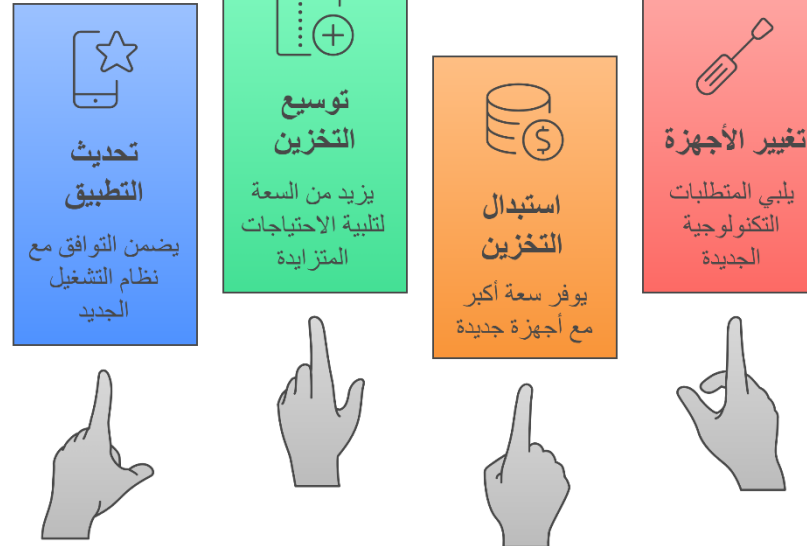 تغيير الأجهزة
يلبي المتطلبات
التكنولوجية
الجديدة
استبدال
التخزين
يوفر سعة أكبر
مع أجهزة جديدة
توسيع
التخزين
يزيد من السعة
لتلبية الاحتياجات
المتزايدة
تحديث
التطبيق
يضمن التوافق مع
نظام التشغيل
الجديد